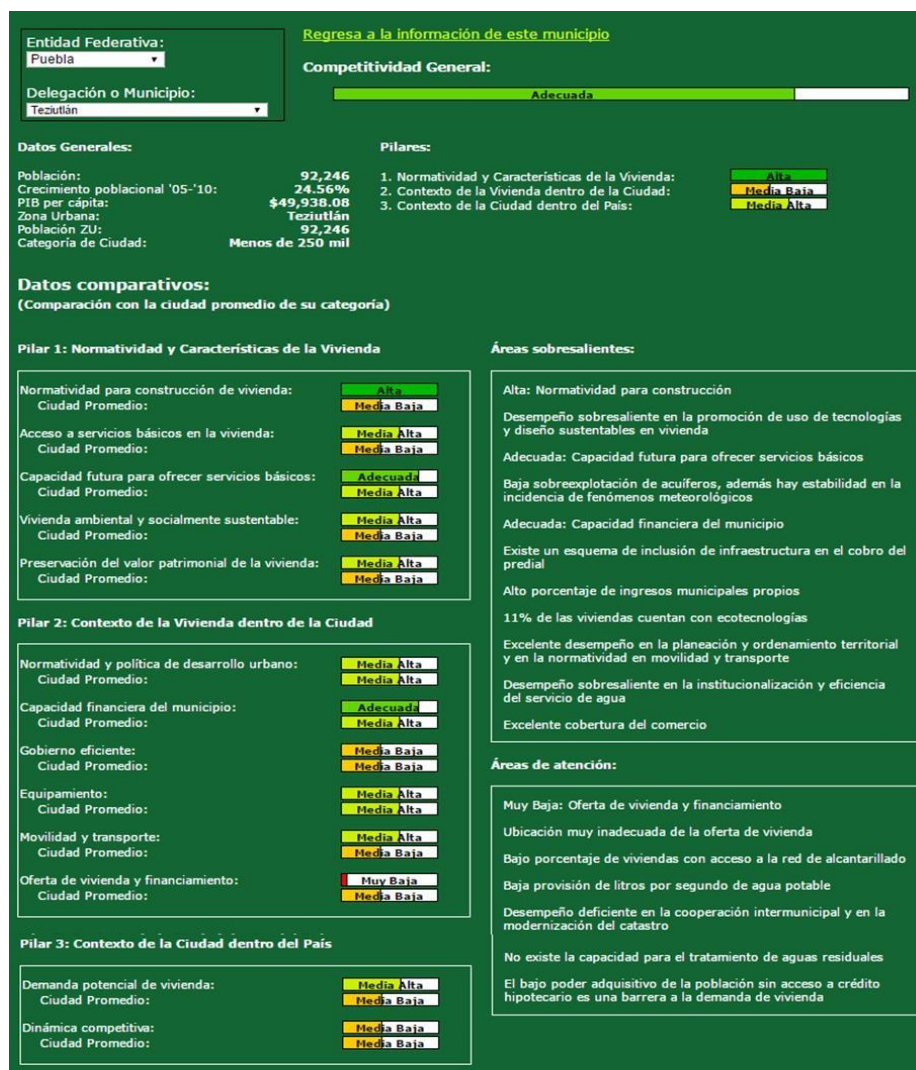 Entidad Federativa:
Puebla
Delegación o Municipio:
Teziutlán
Regresa a la información de este municipio
Competitividad General:
Adecuada
Datos Generales:
Población: 92,246
Crecimiento poblacional '05-'10: 24.56%
PIB per cápita: $49,938.08
Zona Urbana: Teziutlán
Población ZU: 92,246
Categoría de Ciudad: Menos de 250 mil
Pilares:
1. Normatividad y Características de la Vivienda: Alta
2. Contexto de la Vivienda dentro de la Ciudad: Media Baja
3. Contexto de la Ciudad dentro del País: Media Alta
Datos comparativos:
(Comparación con la ciudad promedio de su categoría)
Pilar 1: Normatividad y Características de la Vivienda
Normatividad para construcción de vivienda: Alta
Ciudad Promedio: Media Baja
Acceso a servicios básicos en la vivienda: Media Alta
Ciudad Promedio: Media Baja
Capacidad futura para ofrecer servicios básicos: Adecuada
Ciudad Promedio: Media Alta
Vivienda ambiental y socialmente sustentable: Media Alta
Ciudad Promedio: Media Baja
Preservación del valor patrimonial de la vivienda: Media Alta
Ciudad Promedio: Media Baja
Pilar 2: Contexto de la Vivienda dentro de la Ciudad
Normatividad y política de desarrollo urbano: Media Alta
Ciudad Promedio: Media Alta
Capacidad financiera del municipio: Adecuada
Ciudad Promedio: Media Alta
Gobierno eficiente: Media Baja
Ciudad Promedio: Media Baja
Equipamiento: Media Alta
Ciudad Promedio: Media Alta
Movilidad y transporte: Media Alta
Ciudad Promedio: Media Baja
Oferta de vivienda y financiamiento: Muy Baja
Ciudad Promedio: Media Baja
Pilar 3: Contexto de la Ciudad dentro del País
Demanda potencial de vivienda: Media Alta
Ciudad Promedio: Media Baja
Dinámica competitiva: Media Baja
Ciudad Promedio: Media Baja
Áreas sobresalientes:
Alta: Normatividad para construcción
Desempeño sobresaliente en la promoción de uso de tecnologías
y diseño sustentables en vivienda
Adecuada: Capacidad futura para ofrecer servicios básicos
Baja sobreexplotación de acuíferos, además hay estabilidad en la
incidencia de fenómenos meteorológicos
Adecuada: Capacidad financiera del municipio
Existe un esquema de inclusión de infraestructura en el cobro del
predial
Alto porcentaje de ingresos municipales propios
11% de las viviendas cuentan con ecotecnologías
Excelente desempeño en la planeación y ordenamiento territorial
y en la normatividad en movilidad y transporte
Desempeño sobresaliente en la institucionalización y eficiencia
del servicio de agua
Excelente cobertura del comercio
Áreas de atención:
Muy Baja: Oferta de vivienda y financiamiento
Ubicación muy inadecuada de la oferta de vivienda
Bajo porcentaje de viviendas con acceso a la red de alcantarillado
Baja provisión de litros por segundo de agua potable
Desempeño deficiente en la cooperación intermunicipal y en la
modernización del catastro
No existe la capacidad para el tratamiento de aguas residuales
El bajo poder adquisitivo de la población sin acceso a crédito
hipotecario es una barrera a la demanda de vivienda